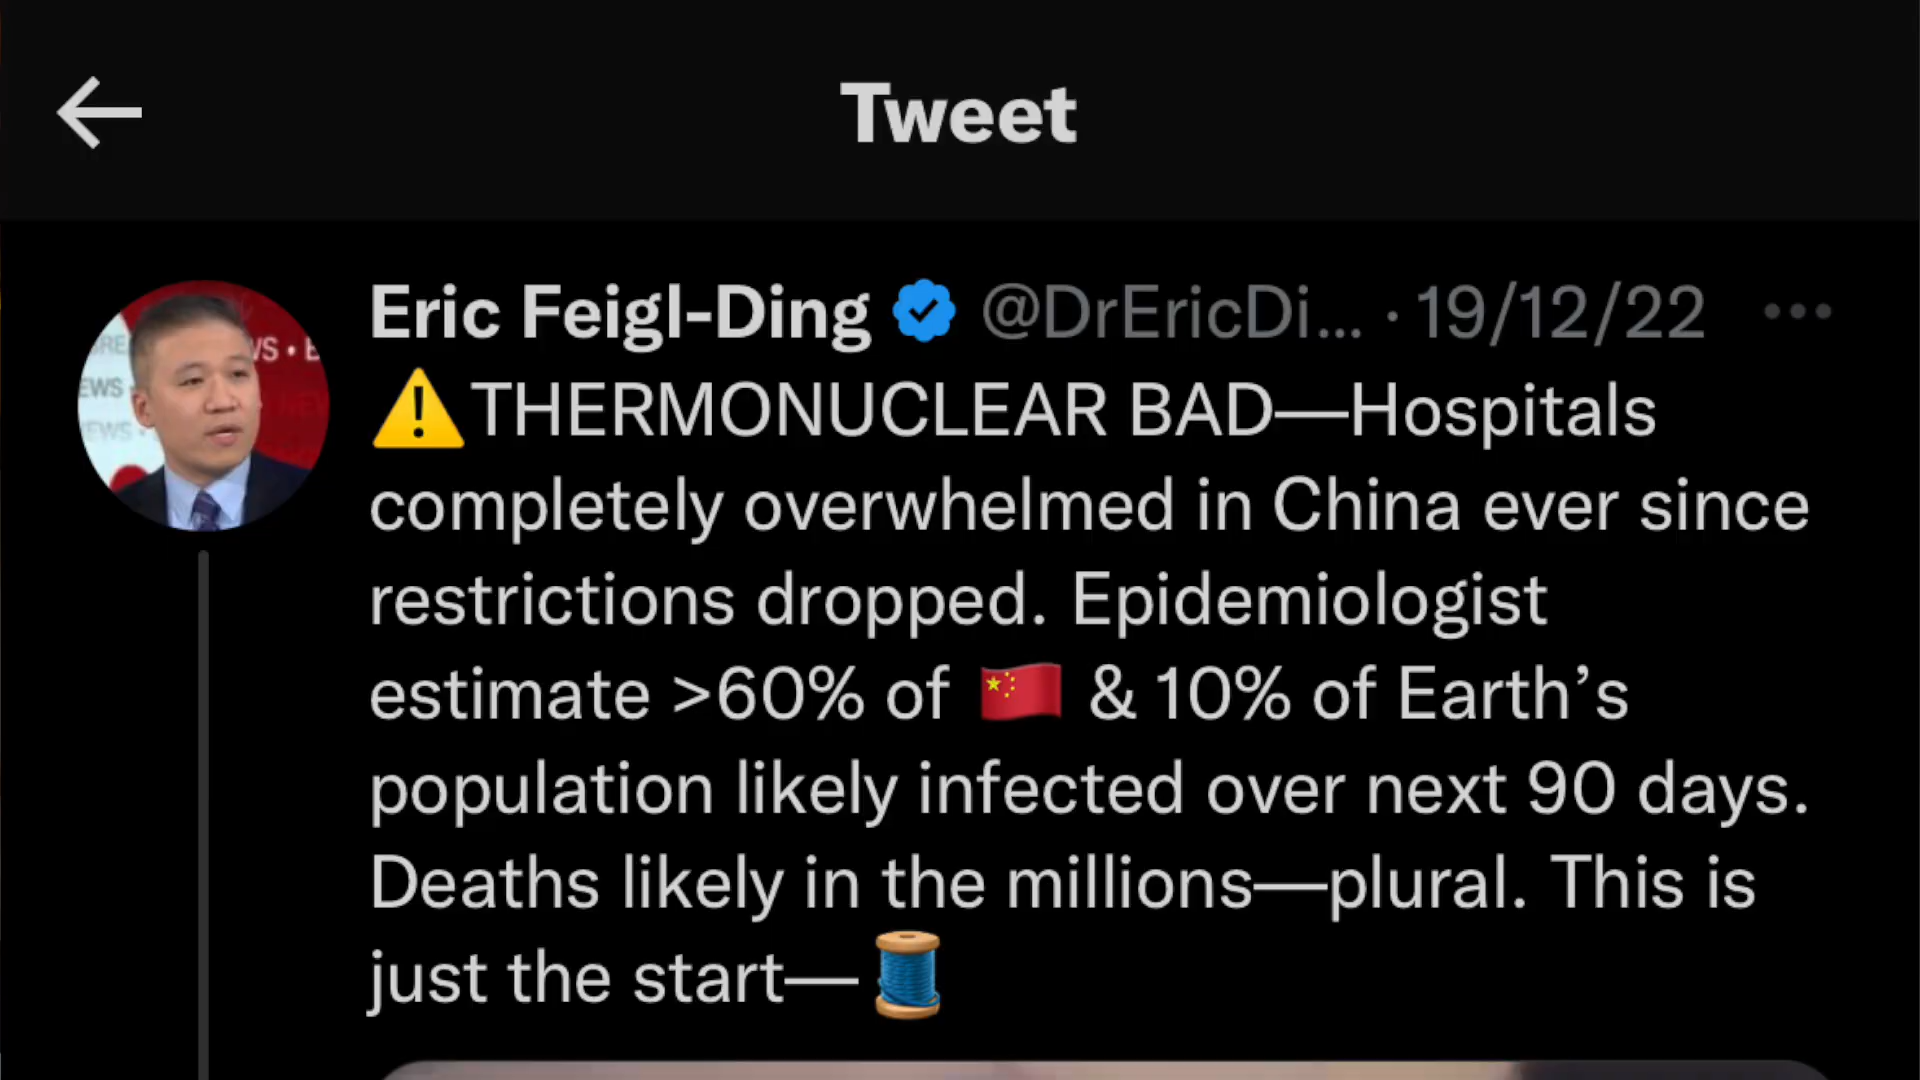 Tweet
Eric Feigl-Ding @DrEricDi... · 19/12/22
⚠️THERMONUCLEAR BAD—Hospitals
completely overwhelmed in China ever since
restrictions dropped. Epidemiologist
estimate >60% of 🇨🇳 & 10% of Earth’s
population likely infected over next 90 days.
Deaths likely in the millions—plural. This is
just the start—🧵